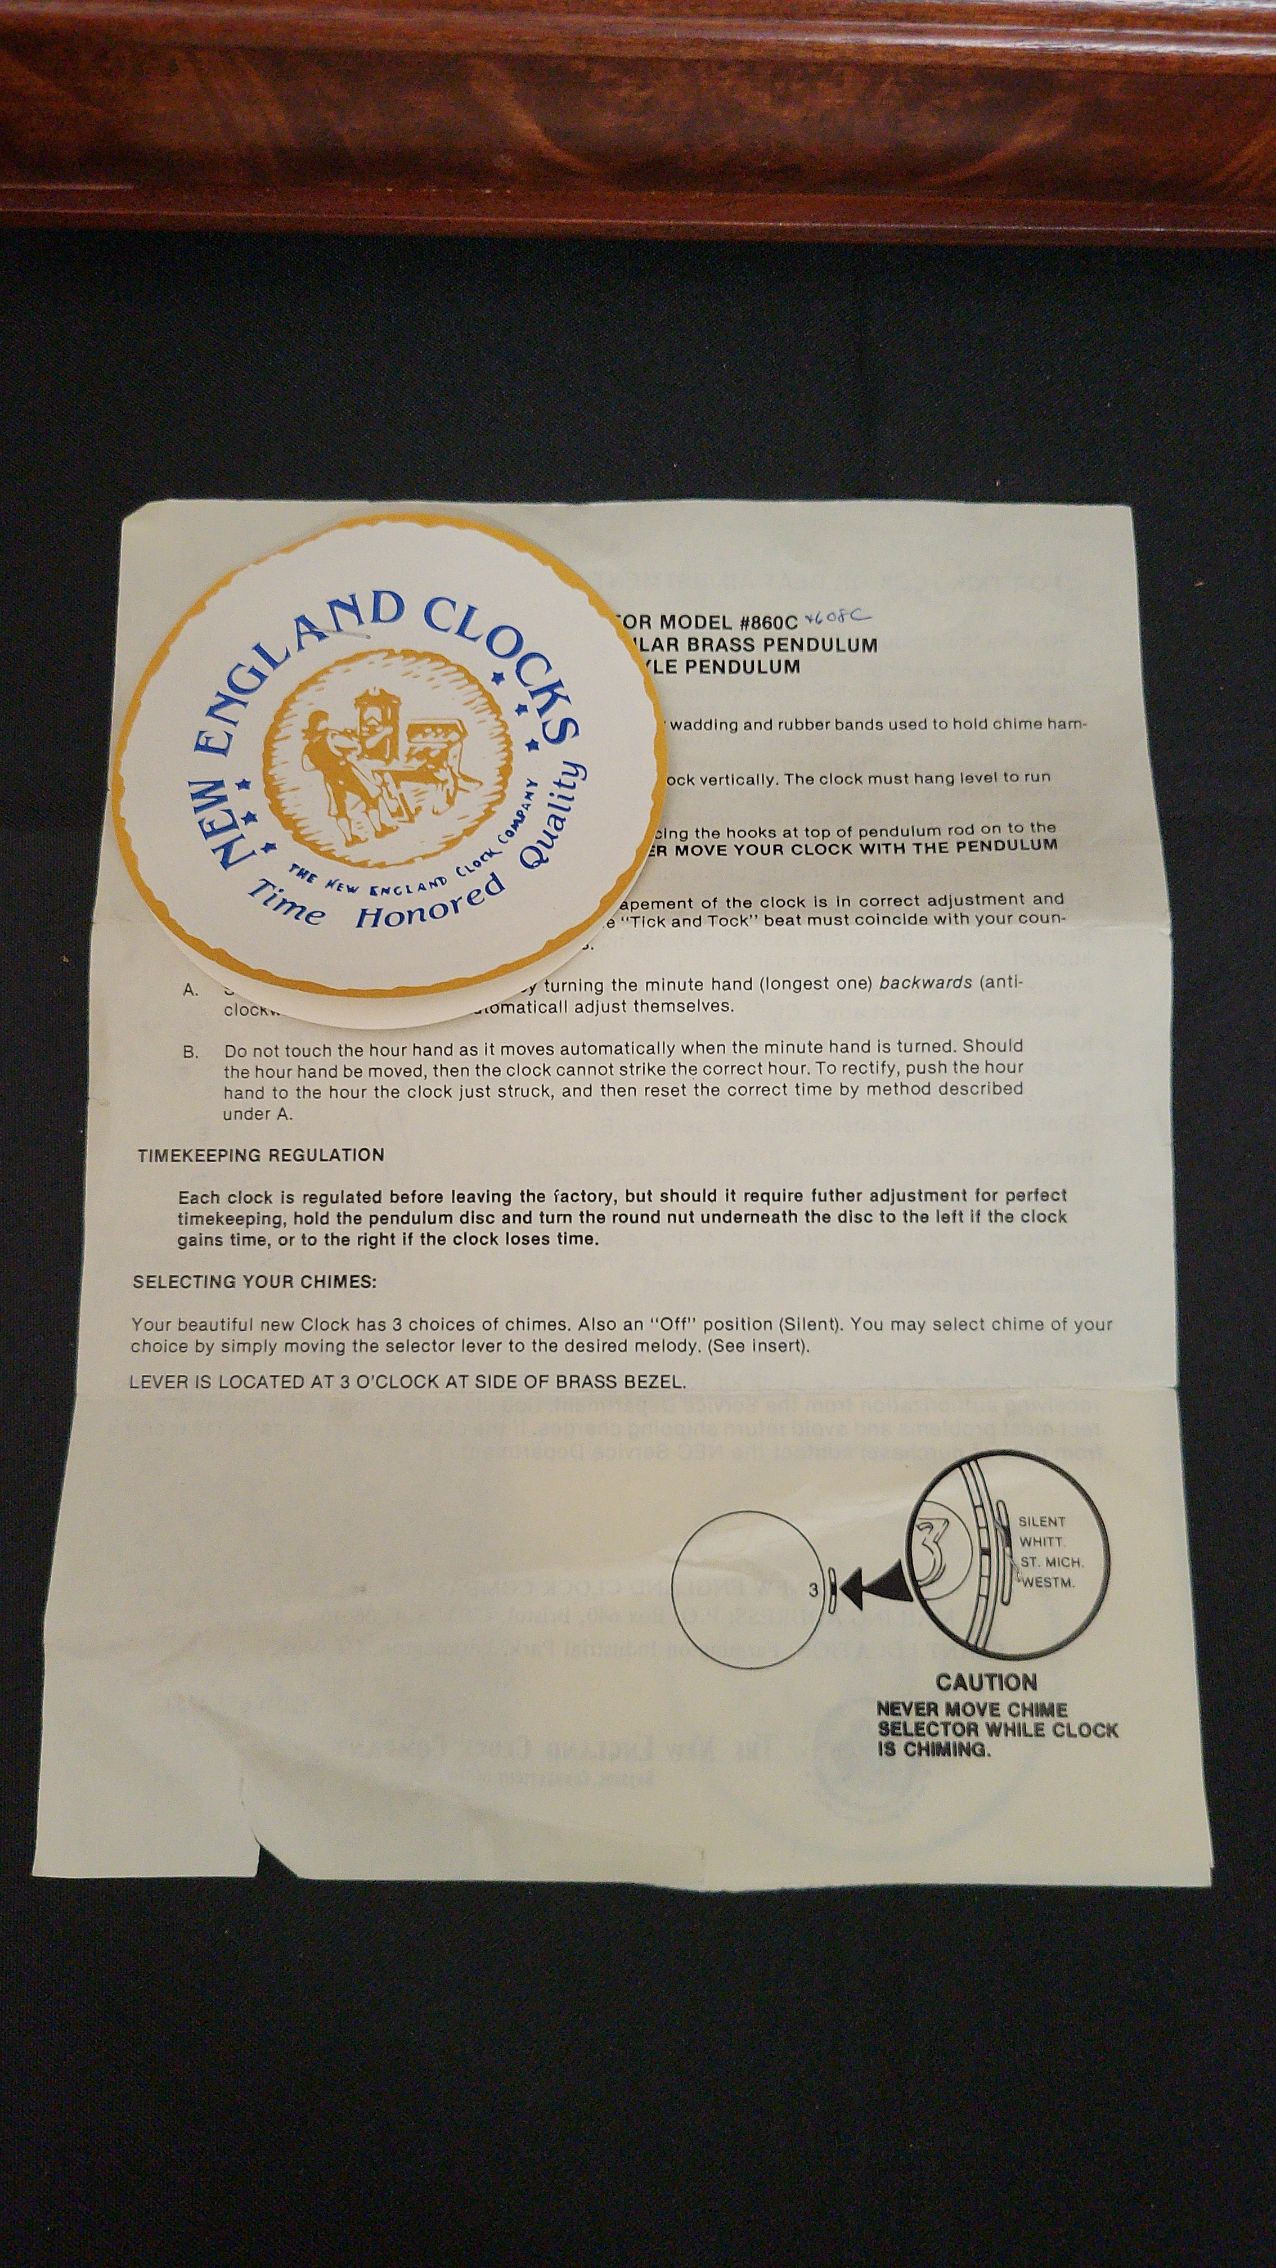 NEW ENGLAND CLOCKS
THE NEW ENGLAND CLOCK COMPANY
Time Honored Quality
FOR MODEL #860C
LAR BRASS PENDULUM
YLE PENDULUM
wadding and rubber bands used to hold chime ham-
ock vertically. The clock must hang level to run
cing the hooks at top of pendulum rod on to the
ER MOVE YOUR CLOCK WITH THE PENDULUM
apement of the clock is in correct adjustment and
e "Tick and Tock" beat must coincide with your coun-
A. turning the minute hand (longest one) backwards (anti-
clockw tomaticall adjust themselves.
B. Do not touch the hour hand as it moves automatically when the minute hand is turned. Should
the hour hand be moved, then the clock cannot strike the correct hour. To rectify, push the hour
hand to the hour the clock just struck, and then reset the correct time by method described
under A.
TIMEKEEPING REGULATION
Each clock is regulated before leaving the factory, but should it require futher adjustment for perfect
timekeeping, hold the pendulum disc and turn the round nut underneath the disc to the left if the clock
gains time, or to the right if the clock loses time.
SELECTING YOUR CHIMES:
Your beautiful new Clock has 3 choices of chimes. Also an "Off" position (Silent). You may select chime of your
choice by simply moving the selector lever to the desired melody. (See insert).
LEVER IS LOCATED AT 3 O'CLOCK AT SIDE OF BRASS BEZEL.
3
3
SILENT
WHITT.
ST. MICH.
WESTM.
CAUTION
NEVER MOVE CHIME
SELECTOR WHILE CLOCK
IS CHIMING.